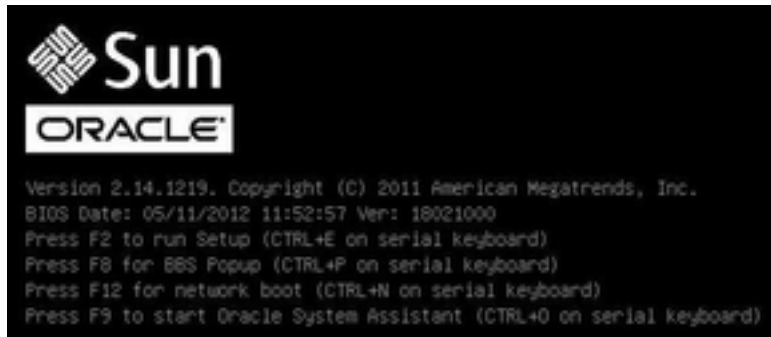 Sun
ORACLE
Version 2.14.1219. Copyright (C) 2011 American Megatrends, Inc.
BIOS Date: 05/11/2012 11:52:57 Ver: 18021000
Press F2 to run Setup (CTRL+E on serial keyboard)
Press F8 for BBS Popup (CTRL+P on serial keyboard)
Press F12 for network boot (CTRL+N on serial keyboard)
Press F9 to start Oracle System Assistant (CTRL+O on serial keyboard)